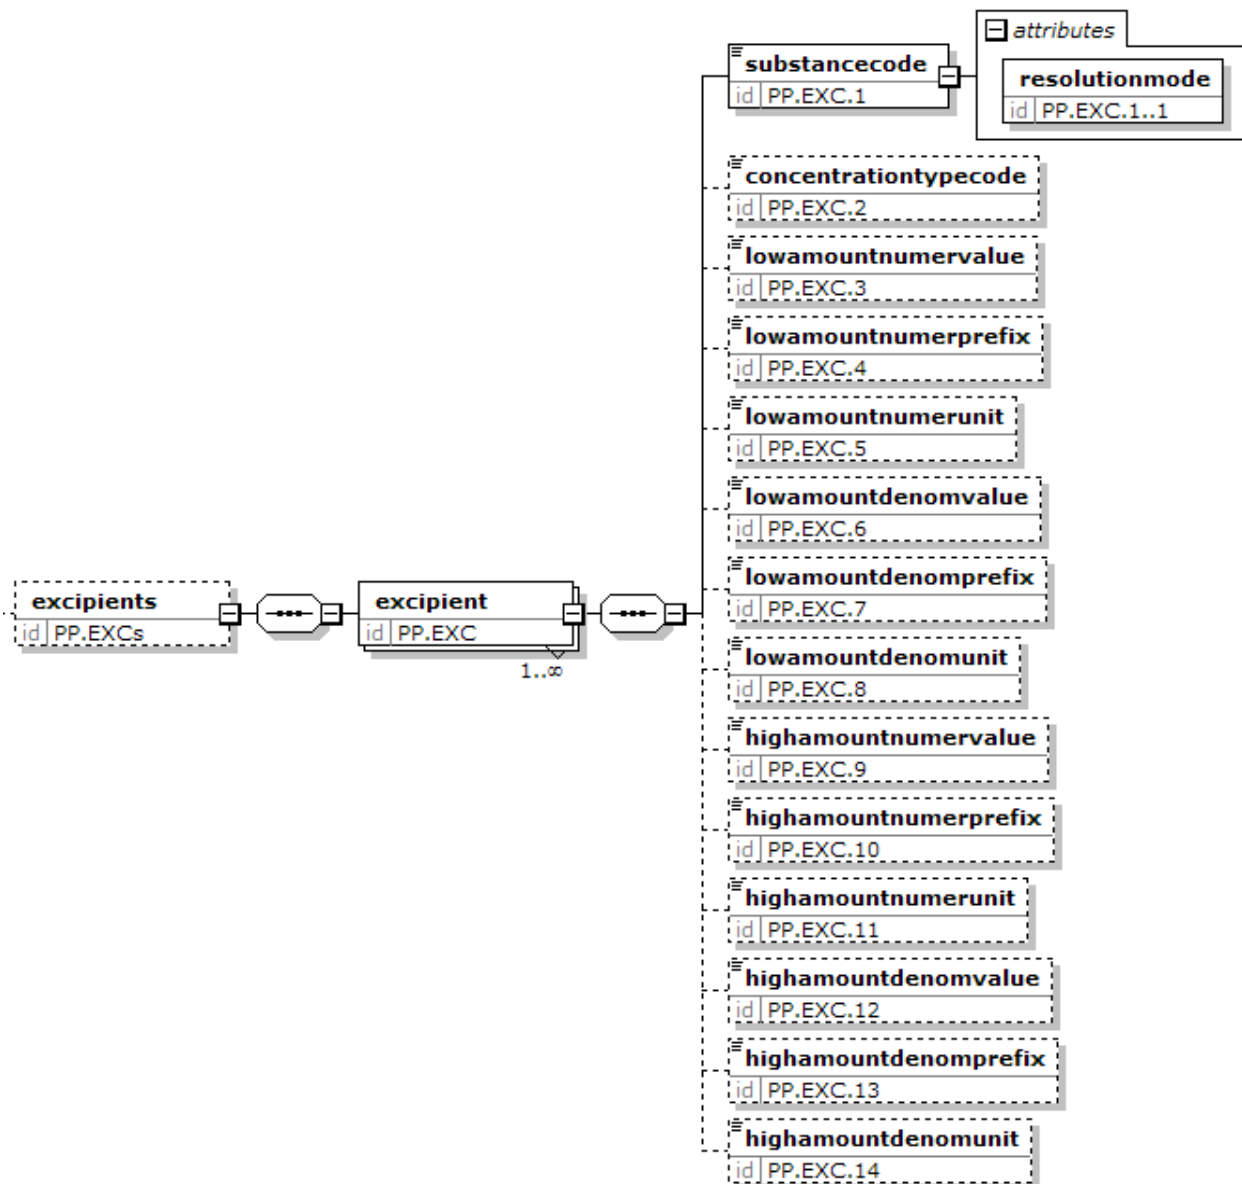 attributes
substancecode
id PP.EXC.1
resolutionmode
id PP.EXC.1..1
concentrationtypecode
id PP.EXC.2
lowamountnumervalue
id PP.EXC.3
lowamountnumerprefix
id PP.EXC.4
lowamountnumerunit
id PP.EXC.5
lowamountdenomvalue
id PP.EXC.6
excipients
id PP.EXCs
excipient
id PP.EXC
1..∞
lowamountdenomprefix
id PP.EXC.7
lowamountdenomunit
id PP.EXC.8
highamountnumervalue
id PP.EXC.9
highamountnumerprefix
id PP.EXC.10
highamountnumerunit
id PP.EXC.11
highamountdenomvalue
id PP.EXC.12
highamountdenomprefix
id PP.EXC.13
highamountdenomunit
id PP.EXC.14